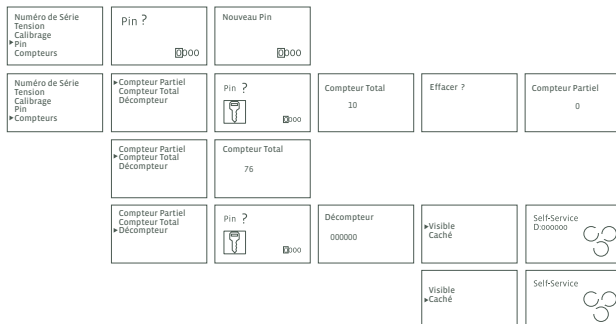 Numéro de Série
Tension
Calibrage
▸Pin
Compteurs
Pin ?
0000
Nouveau Pin
0000
Numéro de Série
Tension
Calibrage
Pin
▸Compteurs
▸Compteur Partiel
Compteur Total
Décompteur
Pin ?
0000
Compteur Total
10
Effacer ?
Compteur Partiel
0
Compteur Partiel
▸Compteur Total
Décompteur
Compteur Total
76
Compteur Partiel
Compteur Total
▸Décompteur
Pin ?
0000
Décompteur
000000
▸Visible
Caché
Self-Service
D:000000
Visible
▸Caché
Self-Service